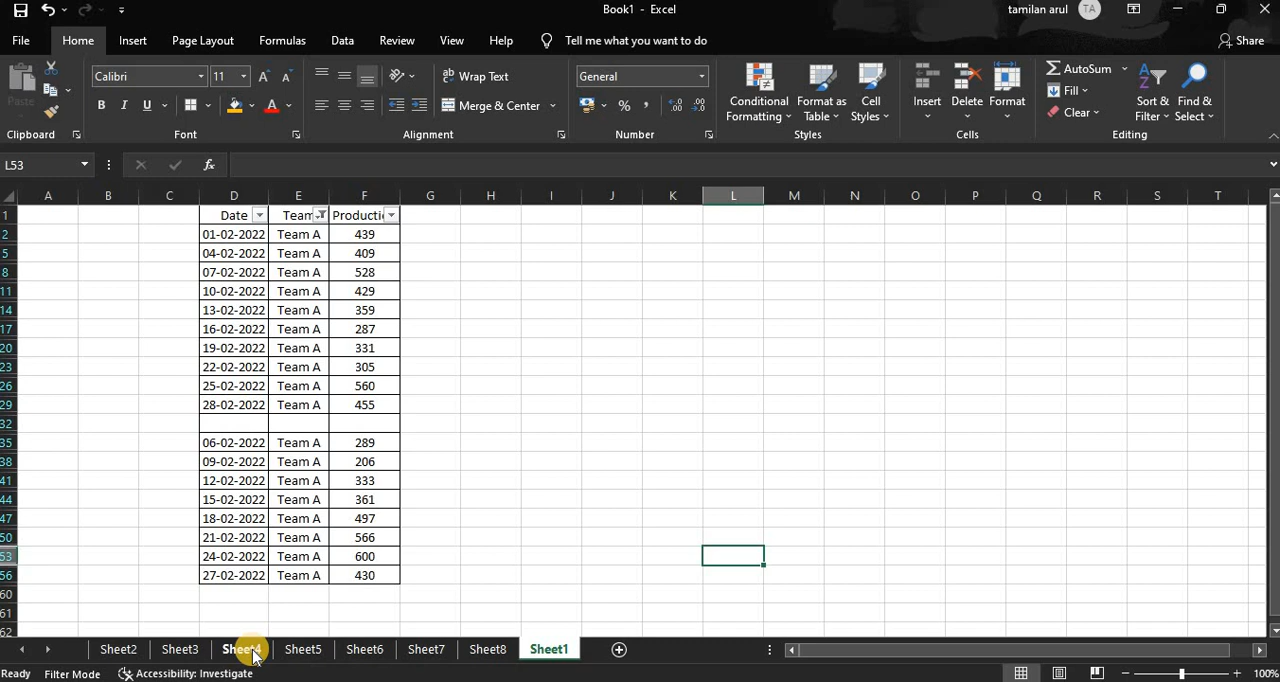 Book1 - Excel
tamilan arul TA
File Home Insert Page Layout Formulas Data Review View Help Tell me what you want to do Share
Paste Calibri 11 Wrap Text General Conditional Formatting Format as Table Cell Styles Insert Delete Format AutoSum Sort & Filter Find & Select
B I U Merge & Center % Fill
Clear
Clipboard Font Alignment Number Styles Cells Editing
L53 fx
A B C D E F G H I J K L M N O P Q R S T
1 Date Team Producti
2 01-02-2022 Team A 439
5 04-02-2022 Team A 409
8 07-02-2022 Team A 528
11 10-02-2022 Team A 429
14 13-02-2022 Team A 359
17 16-02-2022 Team A 287
20 19-02-2022 Team A 331
23 22-02-2022 Team A 305
26 25-02-2022 Team A 560
29 28-02-2022 Team A 455
32
35 06-02-2022 Team A 289
38 09-02-2022 Team A 206
41 12-02-2022 Team A 333
44 15-02-2022 Team A 361
47 18-02-2022 Team A 497
50 21-02-2022 Team A 566
53 24-02-2022 Team A 600
56 27-02-2022 Team A 430
60
61
62
Sheet2 Sheet3 Sheet4 Sheet5 Sheet6 Sheet7 Sheet8 Sheet1
Ready Filter Mode Accessibility: Investigate 100%